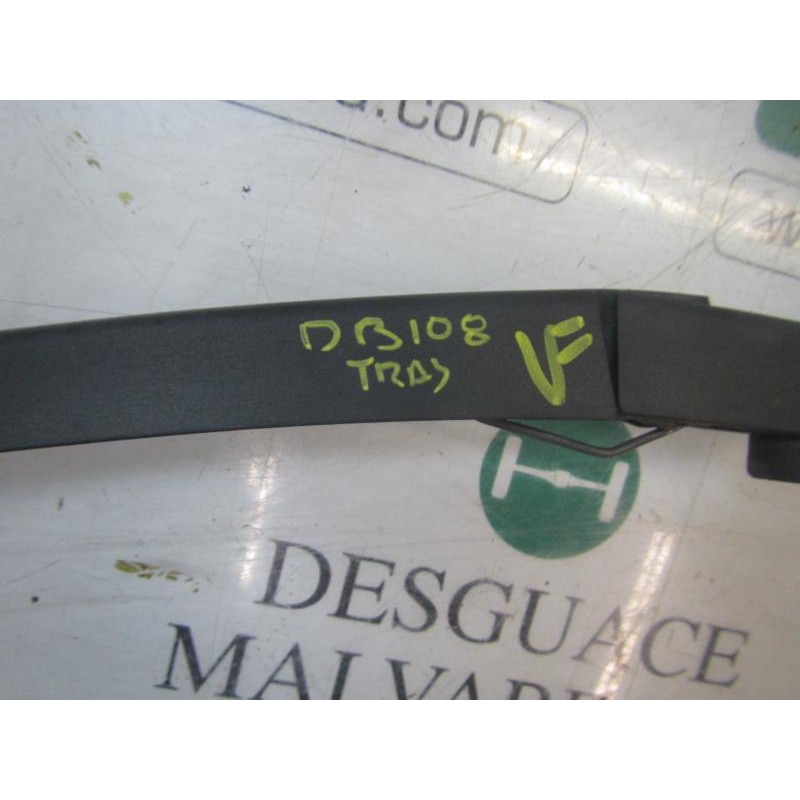 .com
DB108
TRAS
VF
DESGUACE